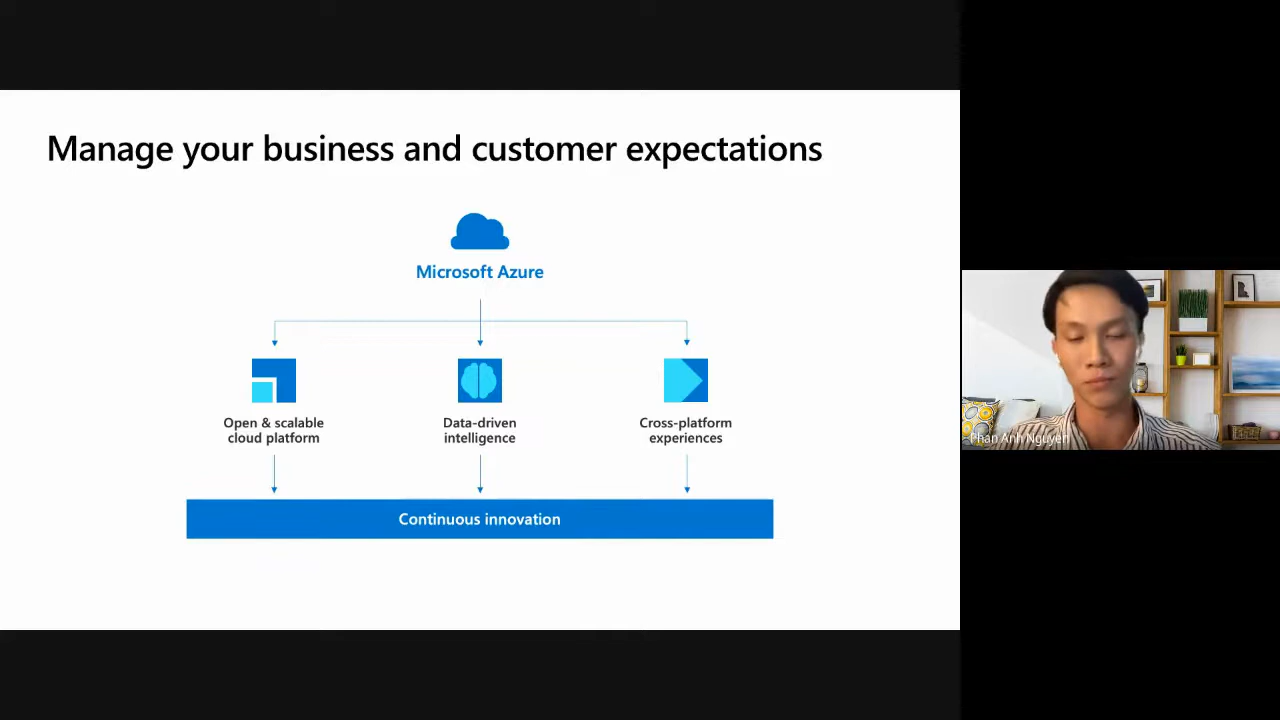 Manage your business and customer expectations
Microsoft Azure
Open & scalable
cloud platform
Data-driven
intelligence
Cross-platform
experiences
Continuous innovation
Phan Anh Nguyen